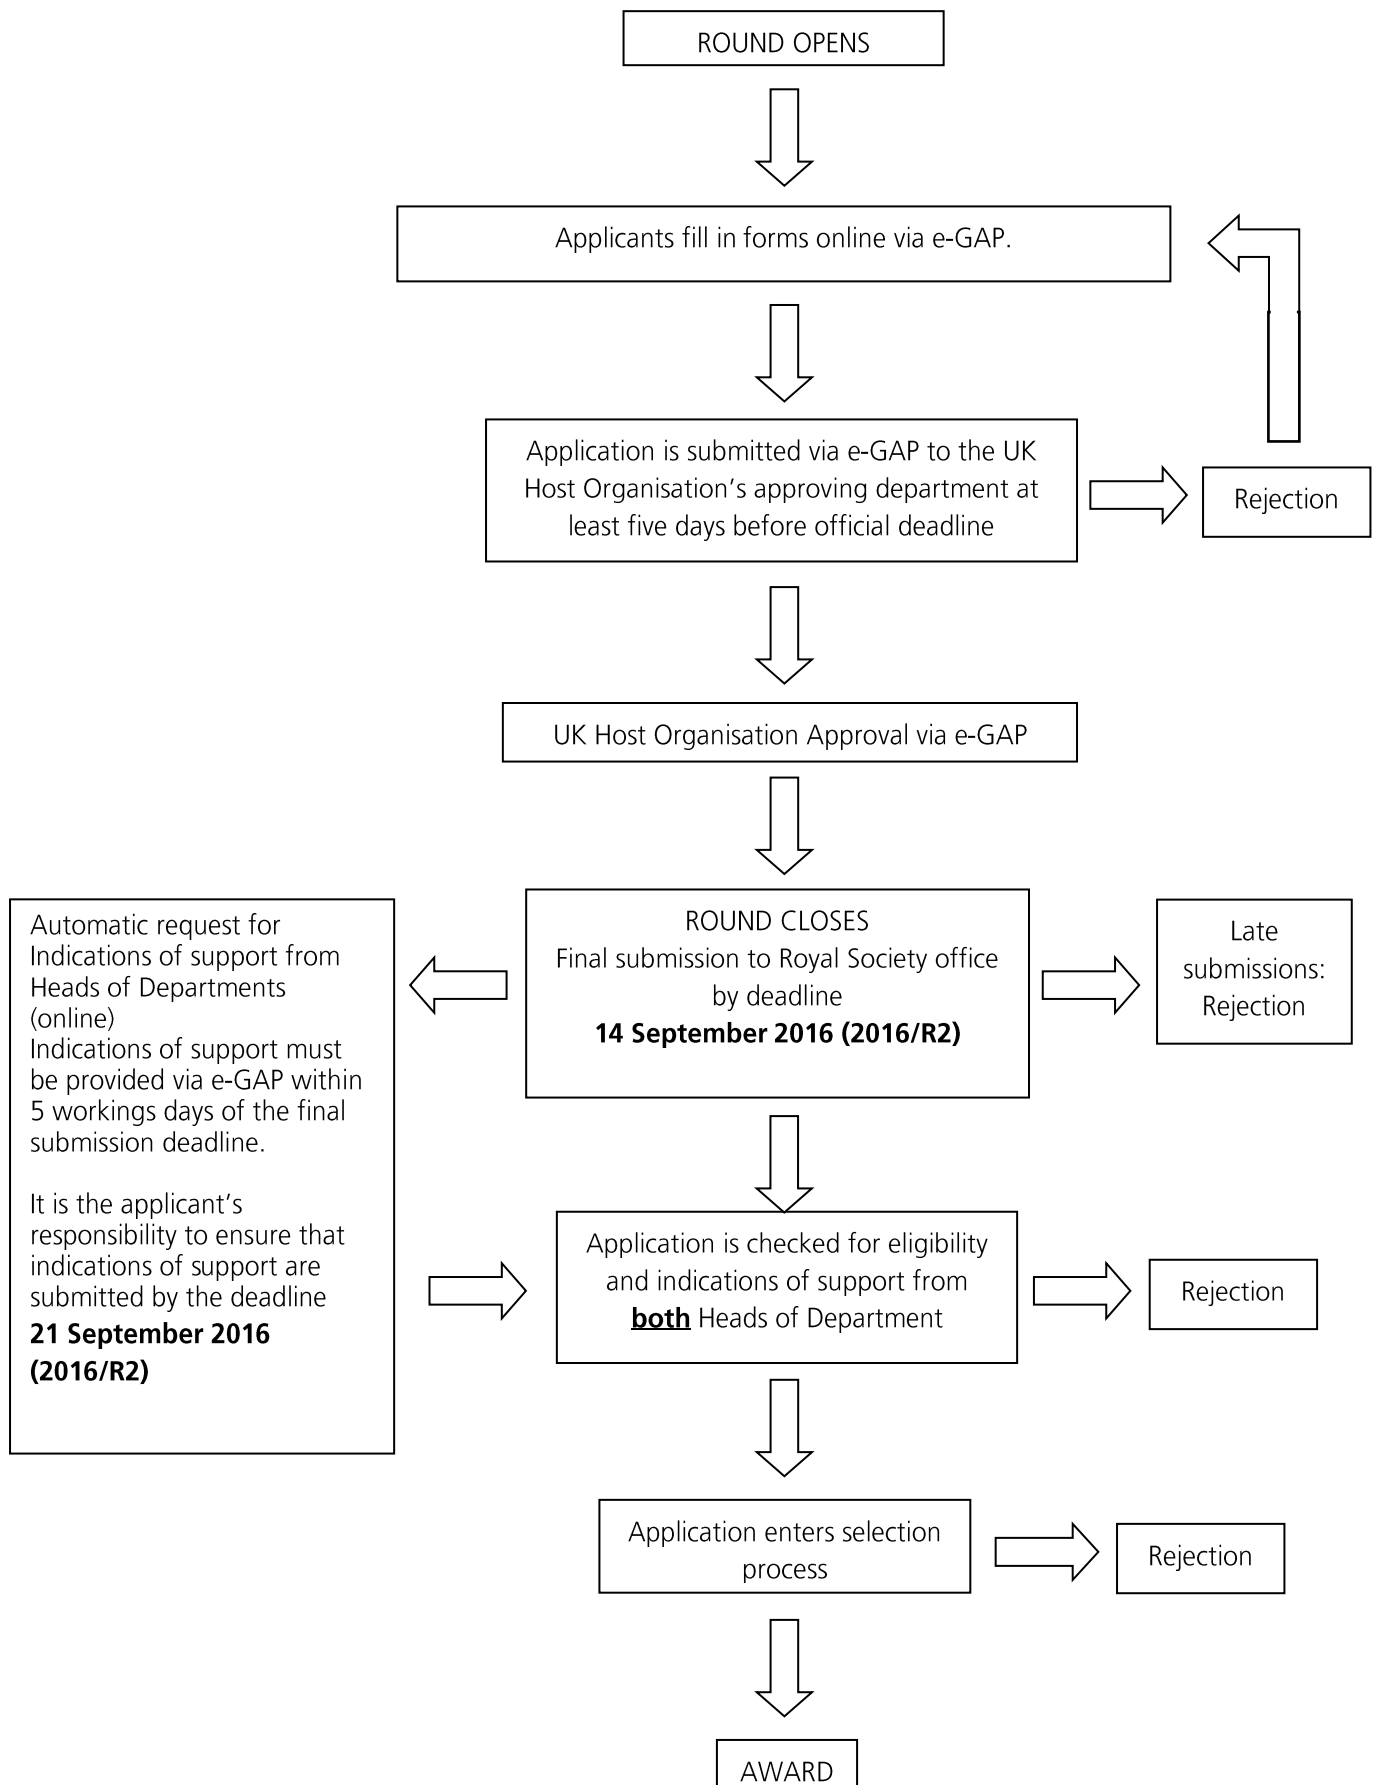 ROUND OPENS
Applicants fill in forms online via e-GAP.
Application is submitted via e-GAP to the UK
Host Organisation’s approving department at
least five days before official deadline
Rejection
UK Host Organisation Approval via e-GAP
ROUND CLOSES
Final submission to Royal Society office
by deadline
14 September 2016 (2016/R2)
Late
submissions:
Rejection
Automatic request for
Indications of support from
Heads of Departments
(online)
Indications of support must
be provided via e-GAP within
5 workings days of the final
submission deadline.
It is the applicant’s
responsibility to ensure that
indications of support are
submitted by the deadline
21 September 2016
(2016/R2)
Application is checked for eligibility
and indications of support from
both Heads of Department
Rejection
Application enters selection
process
Rejection
AWARD